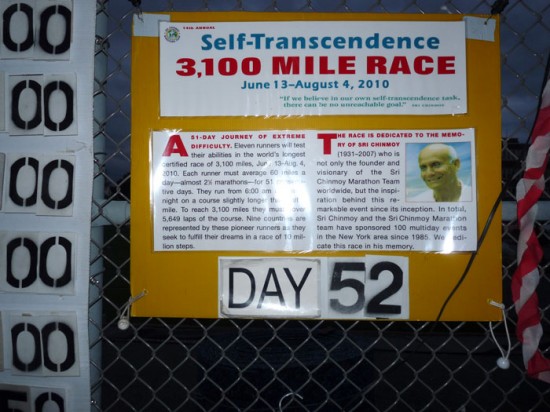 14th ANNUAL
Self-Transcendence
3,100 MILE RACE
June 13–August 4, 2010
"If we believe in our own self-transcendence task,
there can be no unreachable goal." SRI CHINMOY
A 51-DAY JOURNEY OF EXTREME
DIFFICULTY. Eleven runners will test
their abilities in the world's longest
certified race of 3,100 miles, June 13–Aug. 4,
2010. Each runner must average 60 miles a
day—almost 2½ marathons—for 51
tive days. They run from 6:00 am
night on a course slightly longer
mile. To reach 3,100 miles they must
5,649 laps of the course. Nine countries are
represented by these pioneer runners as they
seek to fulfill their dreams in a race of 10 mil-
lion steps.
THE RACE IS DEDICATED TO THE MEMO-
RY OF SRI CHINMOY
(1931–2007) who is
not only the founder and
visionary of the Sri
Chinmoy Marathon Team
worldwide, but the inspi-
ration behind this re-
markable event since its inception. In total,
Sri Chinmoy and the Sri Chinmoy Marathon
team have sponsored 100 multiday events
in the New York area since 1985. We dedi-
cate this race in his memory.
DAY 52
00
00
00
00
00